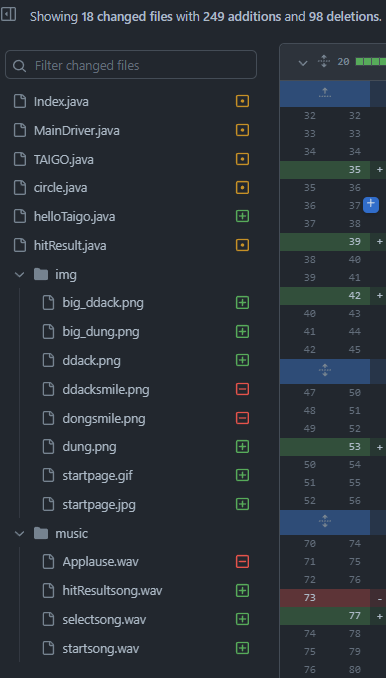 Showing 18 changed files with 249 additions and 98 deletions.
Filter changed files
Index.java
MainDriver.java
TAIGO.java
circle.java
helloTaigo.java
hitResult.java
img
big_ddack.png
big_dung.png
ddack.png
ddacksmile.png
dongsmile.png
dung.png
startpage.gif
startpage.jpg
music
Applause.wav
hitResultsong.wav
selectsong.wav
startsong.wav
20
32 32
33 33
34 34
35 +
35 36
36 37
37 38
39 +
38 40
39 41
42 +
40 43
41 44
42 45
47 50
48 51
49 52
53 +
50 54
51 55
52 56
70 74
71 75
72 76
73 -
77 +
74 78
75 79
76 80